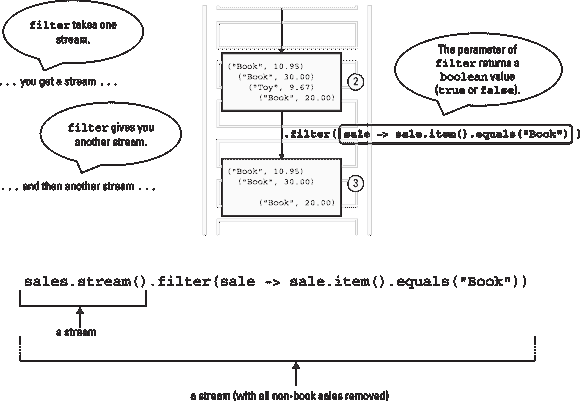 filter takes one
stream.
... you get a stream ...
("Book", 10.95)
("Book", 30.00)
("Toy", 9.67)
("Book", 20.00)
2
The parameter of
filter returns a
boolean value
(true or false).
.filter( sale -> sale.item().equals("Book") )
filter gives you
another stream.
... and then another stream ...
("Book", 10.95)
("Book", 30.00)
("Book", 20.00)
3
sales.stream().filter(sale -> sale.item().equals("Book"))
a stream
a stream (with all non-book sales removed)